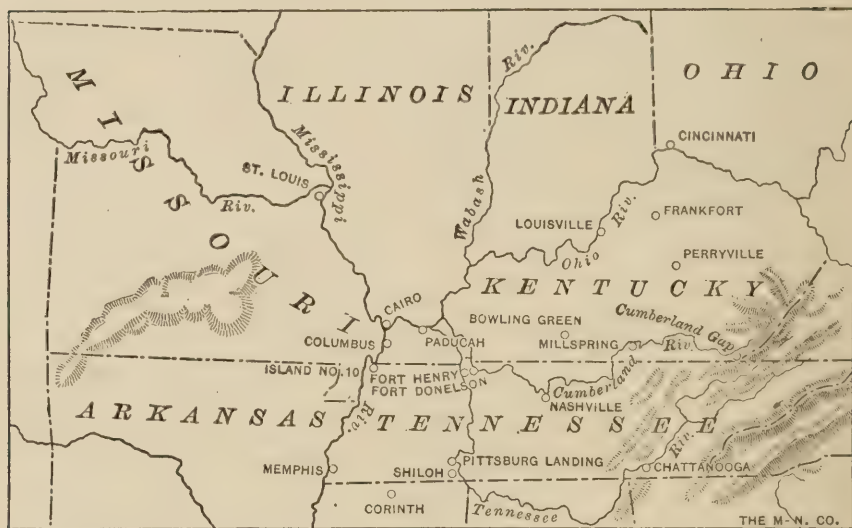 MISSOURI
ILLINOIS
INDIANA
OHIO
Riv.
Mississippi
CINCINNATI
Missouri
ST. LOUIS
Riv.
Wabash
LOUISVILLE
Riv.
FRANKFORT
Ohio
PERRYVILLE
KENTUCKY
CAIRO
BOWLING GREEN
Cumberland Gap
COLUMBUS
PADUCAH
MILLSPRING
Riv.
ISLAND NO. 10
FORT HENRY
FORT DONELSON
Cumberland
NASHVILLE
ARKANSAS
TENNESSEE
Riv.
Riv.
MEMPHIS
PITTSBURG LANDING
SHILOH
CHATTANOOGA
CORINTH
Tennessee
THE M-N. CO.